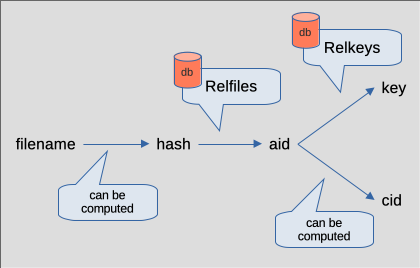 db
Relkeys
db
Relfiles
key
filename
hash
aid
can be
computed
cid
can be
computed